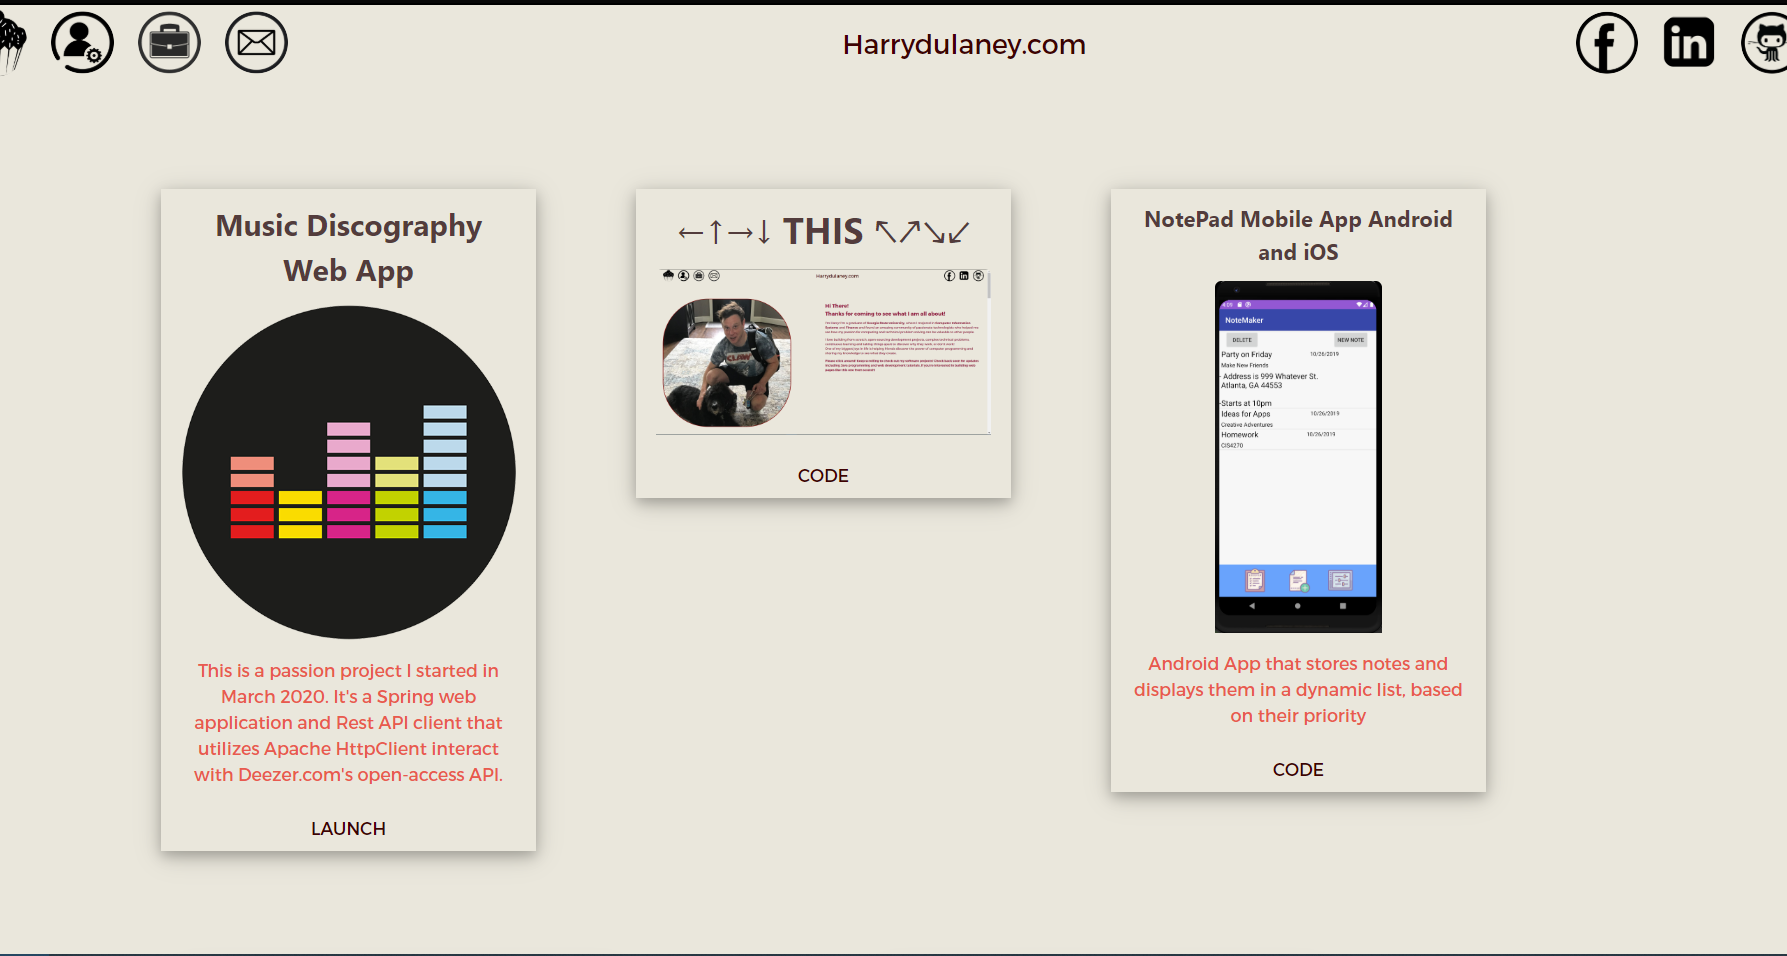 Harrydulaney.com
Music Discography
Web App
This is a passion project I started in
March 2020. It's a Spring web
application and Rest API client that
utilizes Apache HttpClient interact
with Deezer.com's open-access API.
LAUNCH
←↑→↓ THIS ↖↗↘↙
Harrydulaney.com
Hi There!
Thanks for coming to see what I am all about!
CODE
NotePad Mobile App Android
and iOS
NoteMaker
DELETE NEW NOTE
Party on Friday 10/26/2019
Make New Friends
- Address is 999 Whatever St.
Atlanta, GA 44553
-Starts at 10pm
Ideas for Apps 10/26/2019
Creative Adventures
Homework 10/26/2019
CIS4270
Android App that stores notes and
displays them in a dynamic list, based
on their priority
CODE